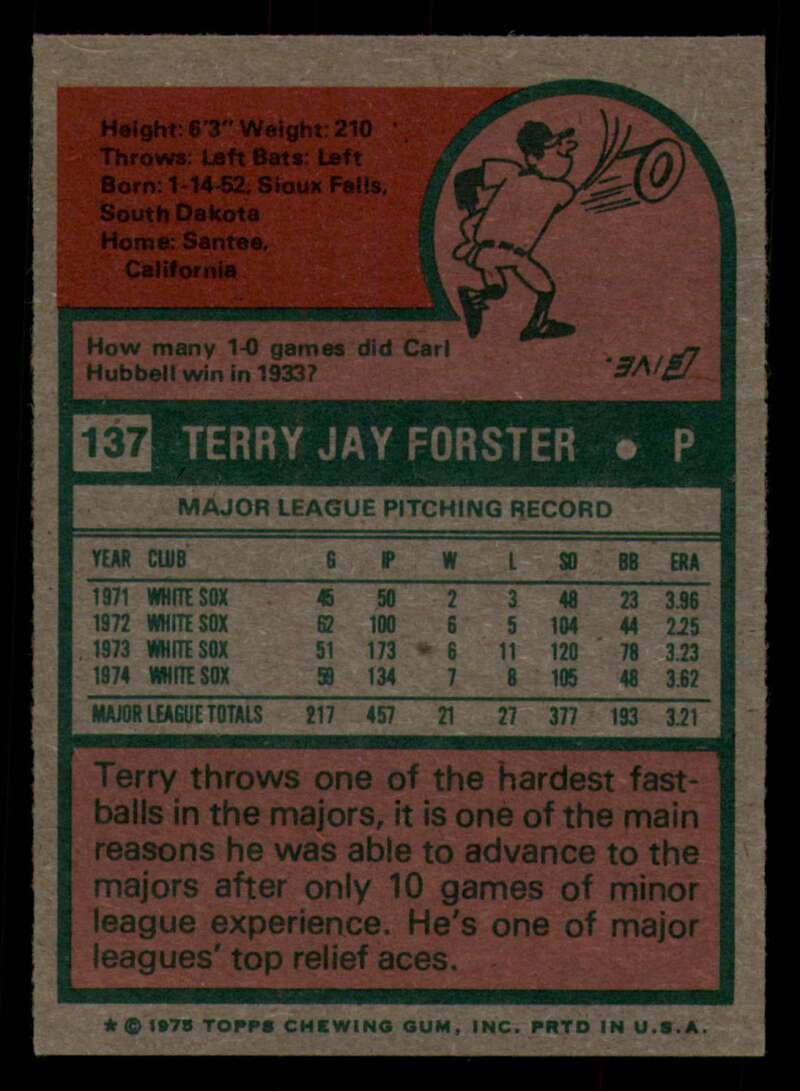 Height: 6'3" Weight: 210
Throws: Left Bats: Left
Born: 1-14-52, Sioux Falls,
South Dakota
Home: Santee,
California
How many 1-0 games did Carl
Hubbell win in 1933?
FIVE.
137 TERRY JAY FORSTER • P
MAJOR LEAGUE PITCHING RECORD
YEAR CLUB G IP W L SO BB ERA
1971 WHITE SOX 45 50 2 3 48 23 3.96
1972 WHITE SOX 62 100 6 5 104 44 2.25
1973 WHITE SOX 51 173 6 11 120 78 3.23
1974 WHITE SOX 59 134 7 8 105 48 3.62
MAJOR LEAGUE TOTALS 217 457 21 27 377 193 3.21
Terry throws one of the hardest fast-
balls in the majors, it is one of the main
reasons he was able to advance to the
majors after only 10 games of minor
league experience. He's one of major
leagues' top relief aces.
★ © 1975 TOPPS CHEWING GUM, INC. PRTD IN U.S.A.